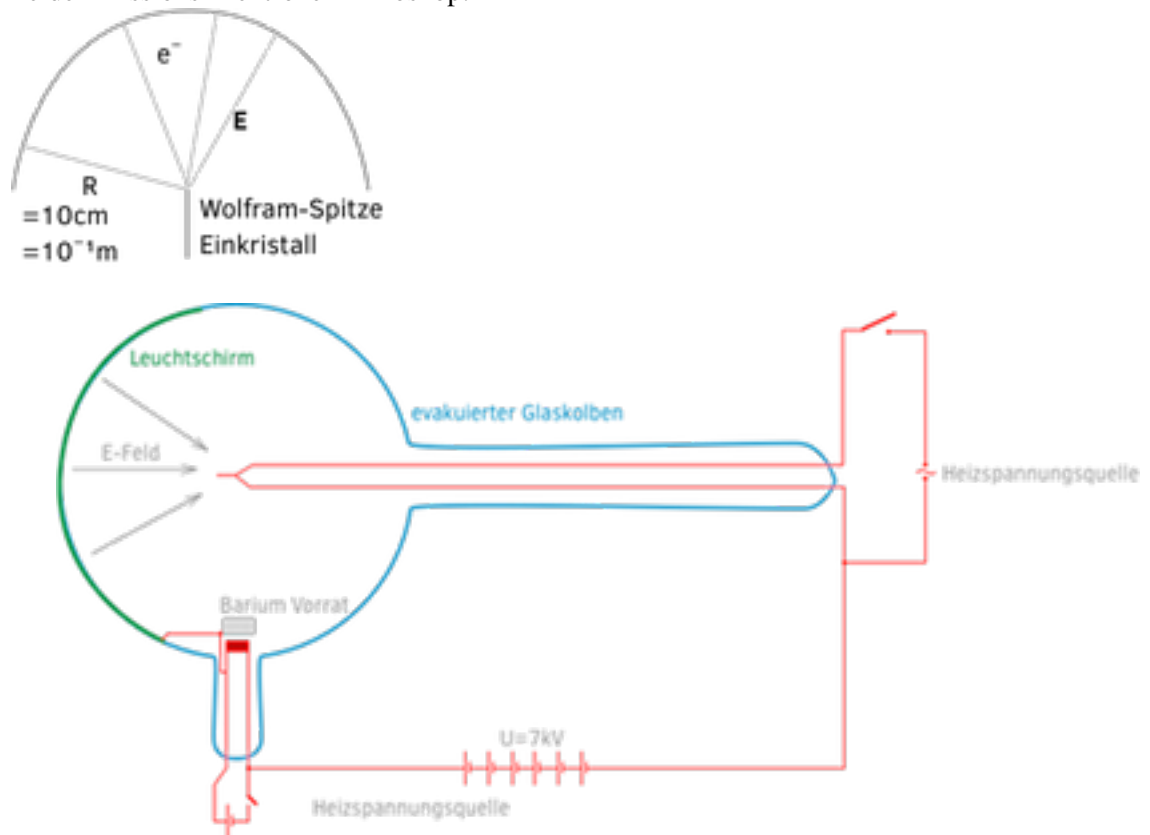 e⁻
E
R
=10cm
=10⁻¹m
Wolfram-Spitze
Einkristall
Leuchtschirm
evakuierter Glaskolben
E-Feld
Heizspannungsquelle
Barium Vorrat
U=7kV
Heizspannungsquelle